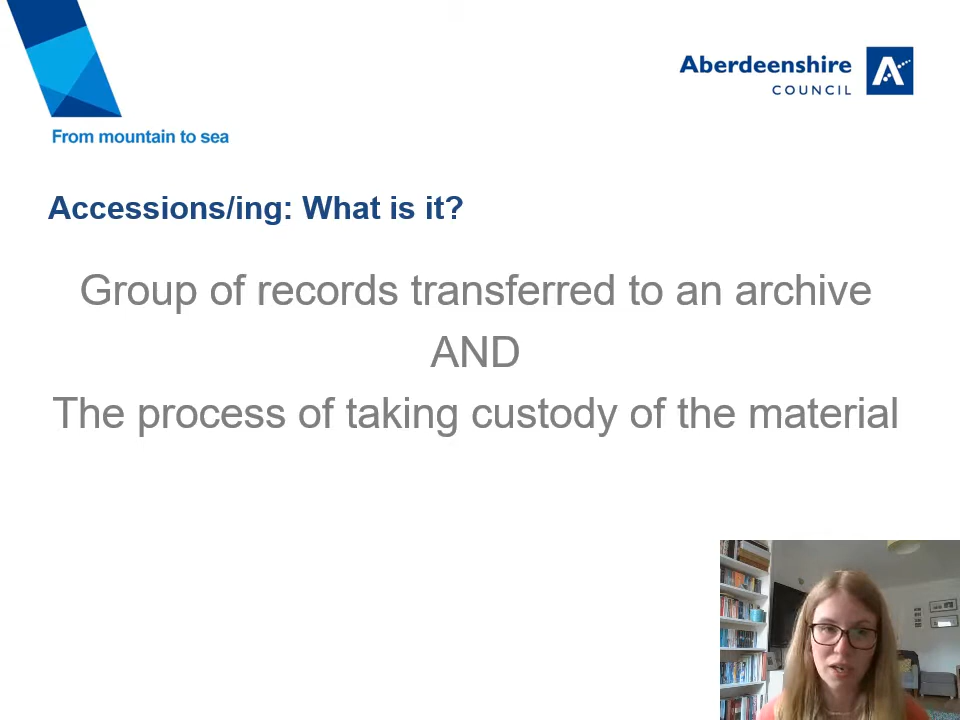 Aberdeenshire
COUNCIL
From mountain to sea
Accessions/ing: What is it?
Group of records transferred to an archive
AND
The process of taking custody of the material